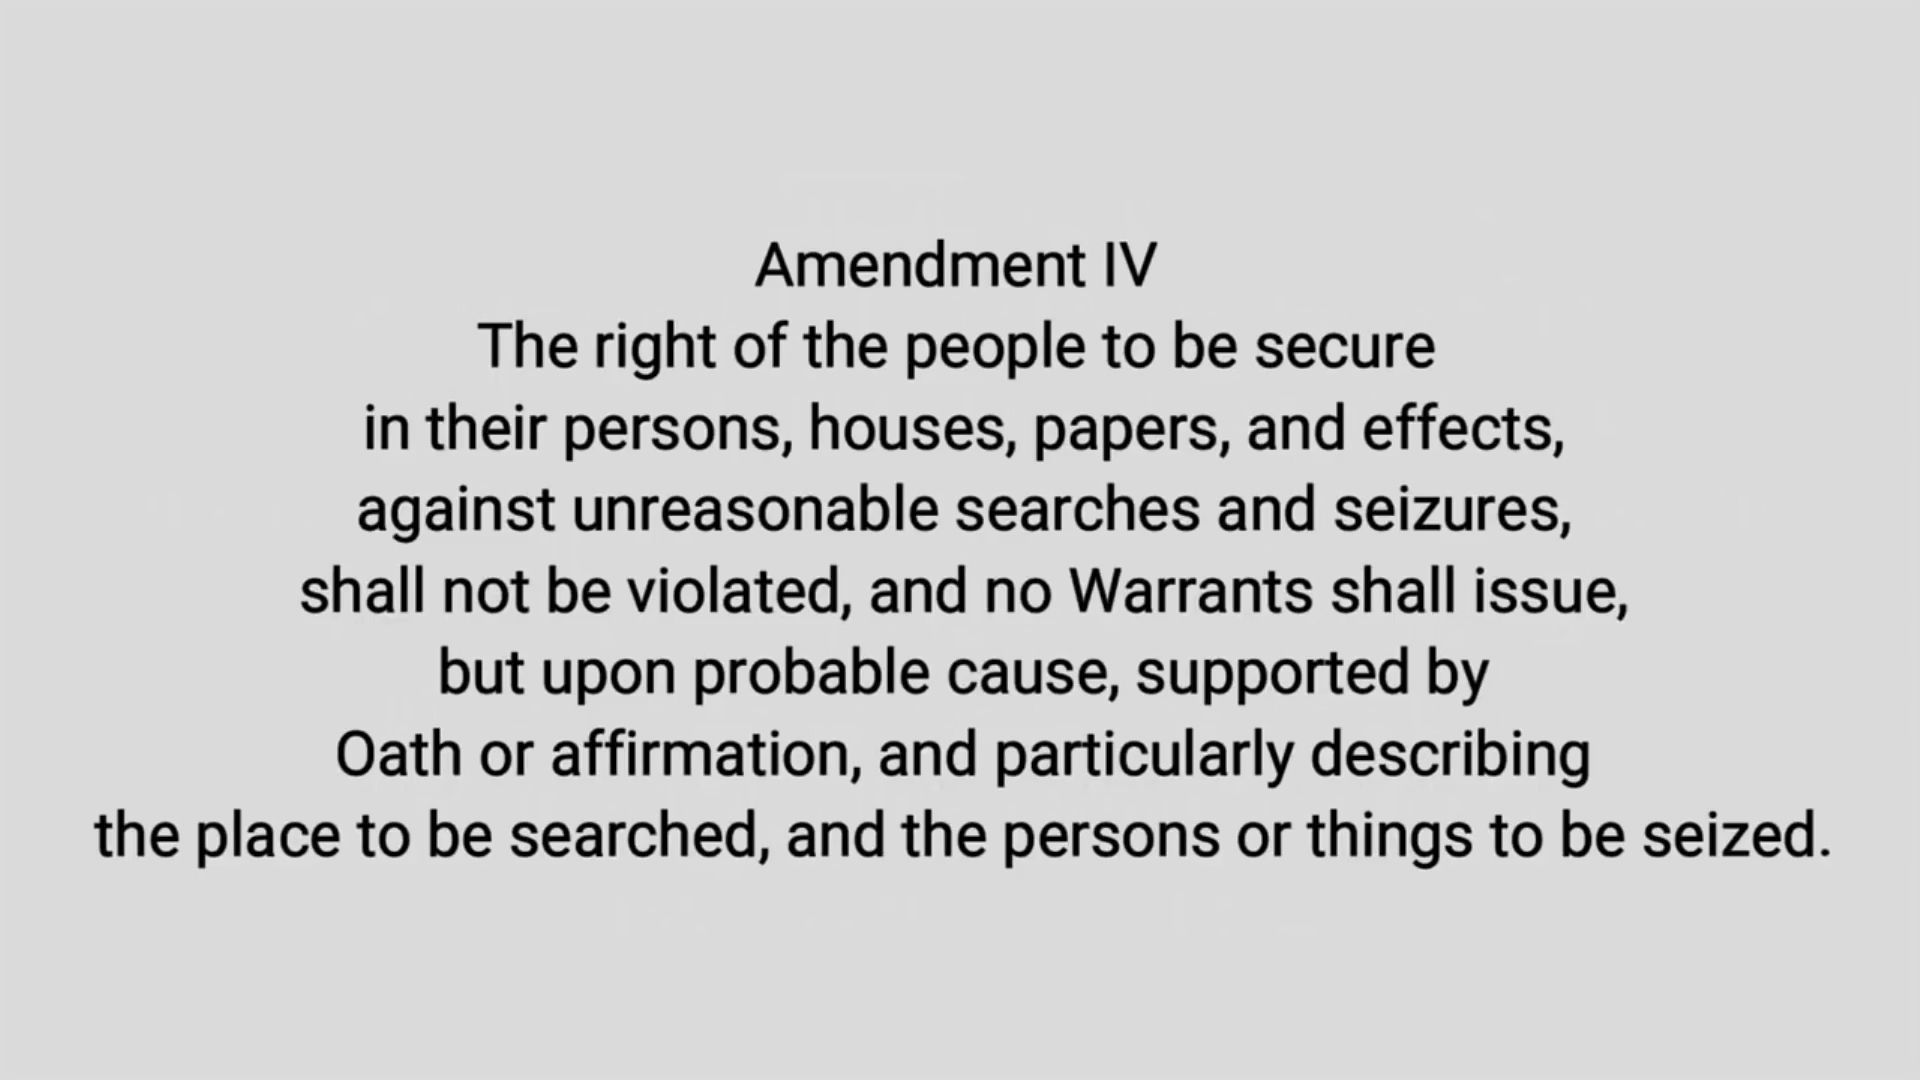 Amendment IV
The right of the people to be secure
in their persons, houses, papers, and effects,
against unreasonable searches and seizures,
shall not be violated, and no Warrants shall issue,
but upon probable cause, supported by
Oath or affirmation, and particularly describing
the place to be searched, and the persons or things to be seized.